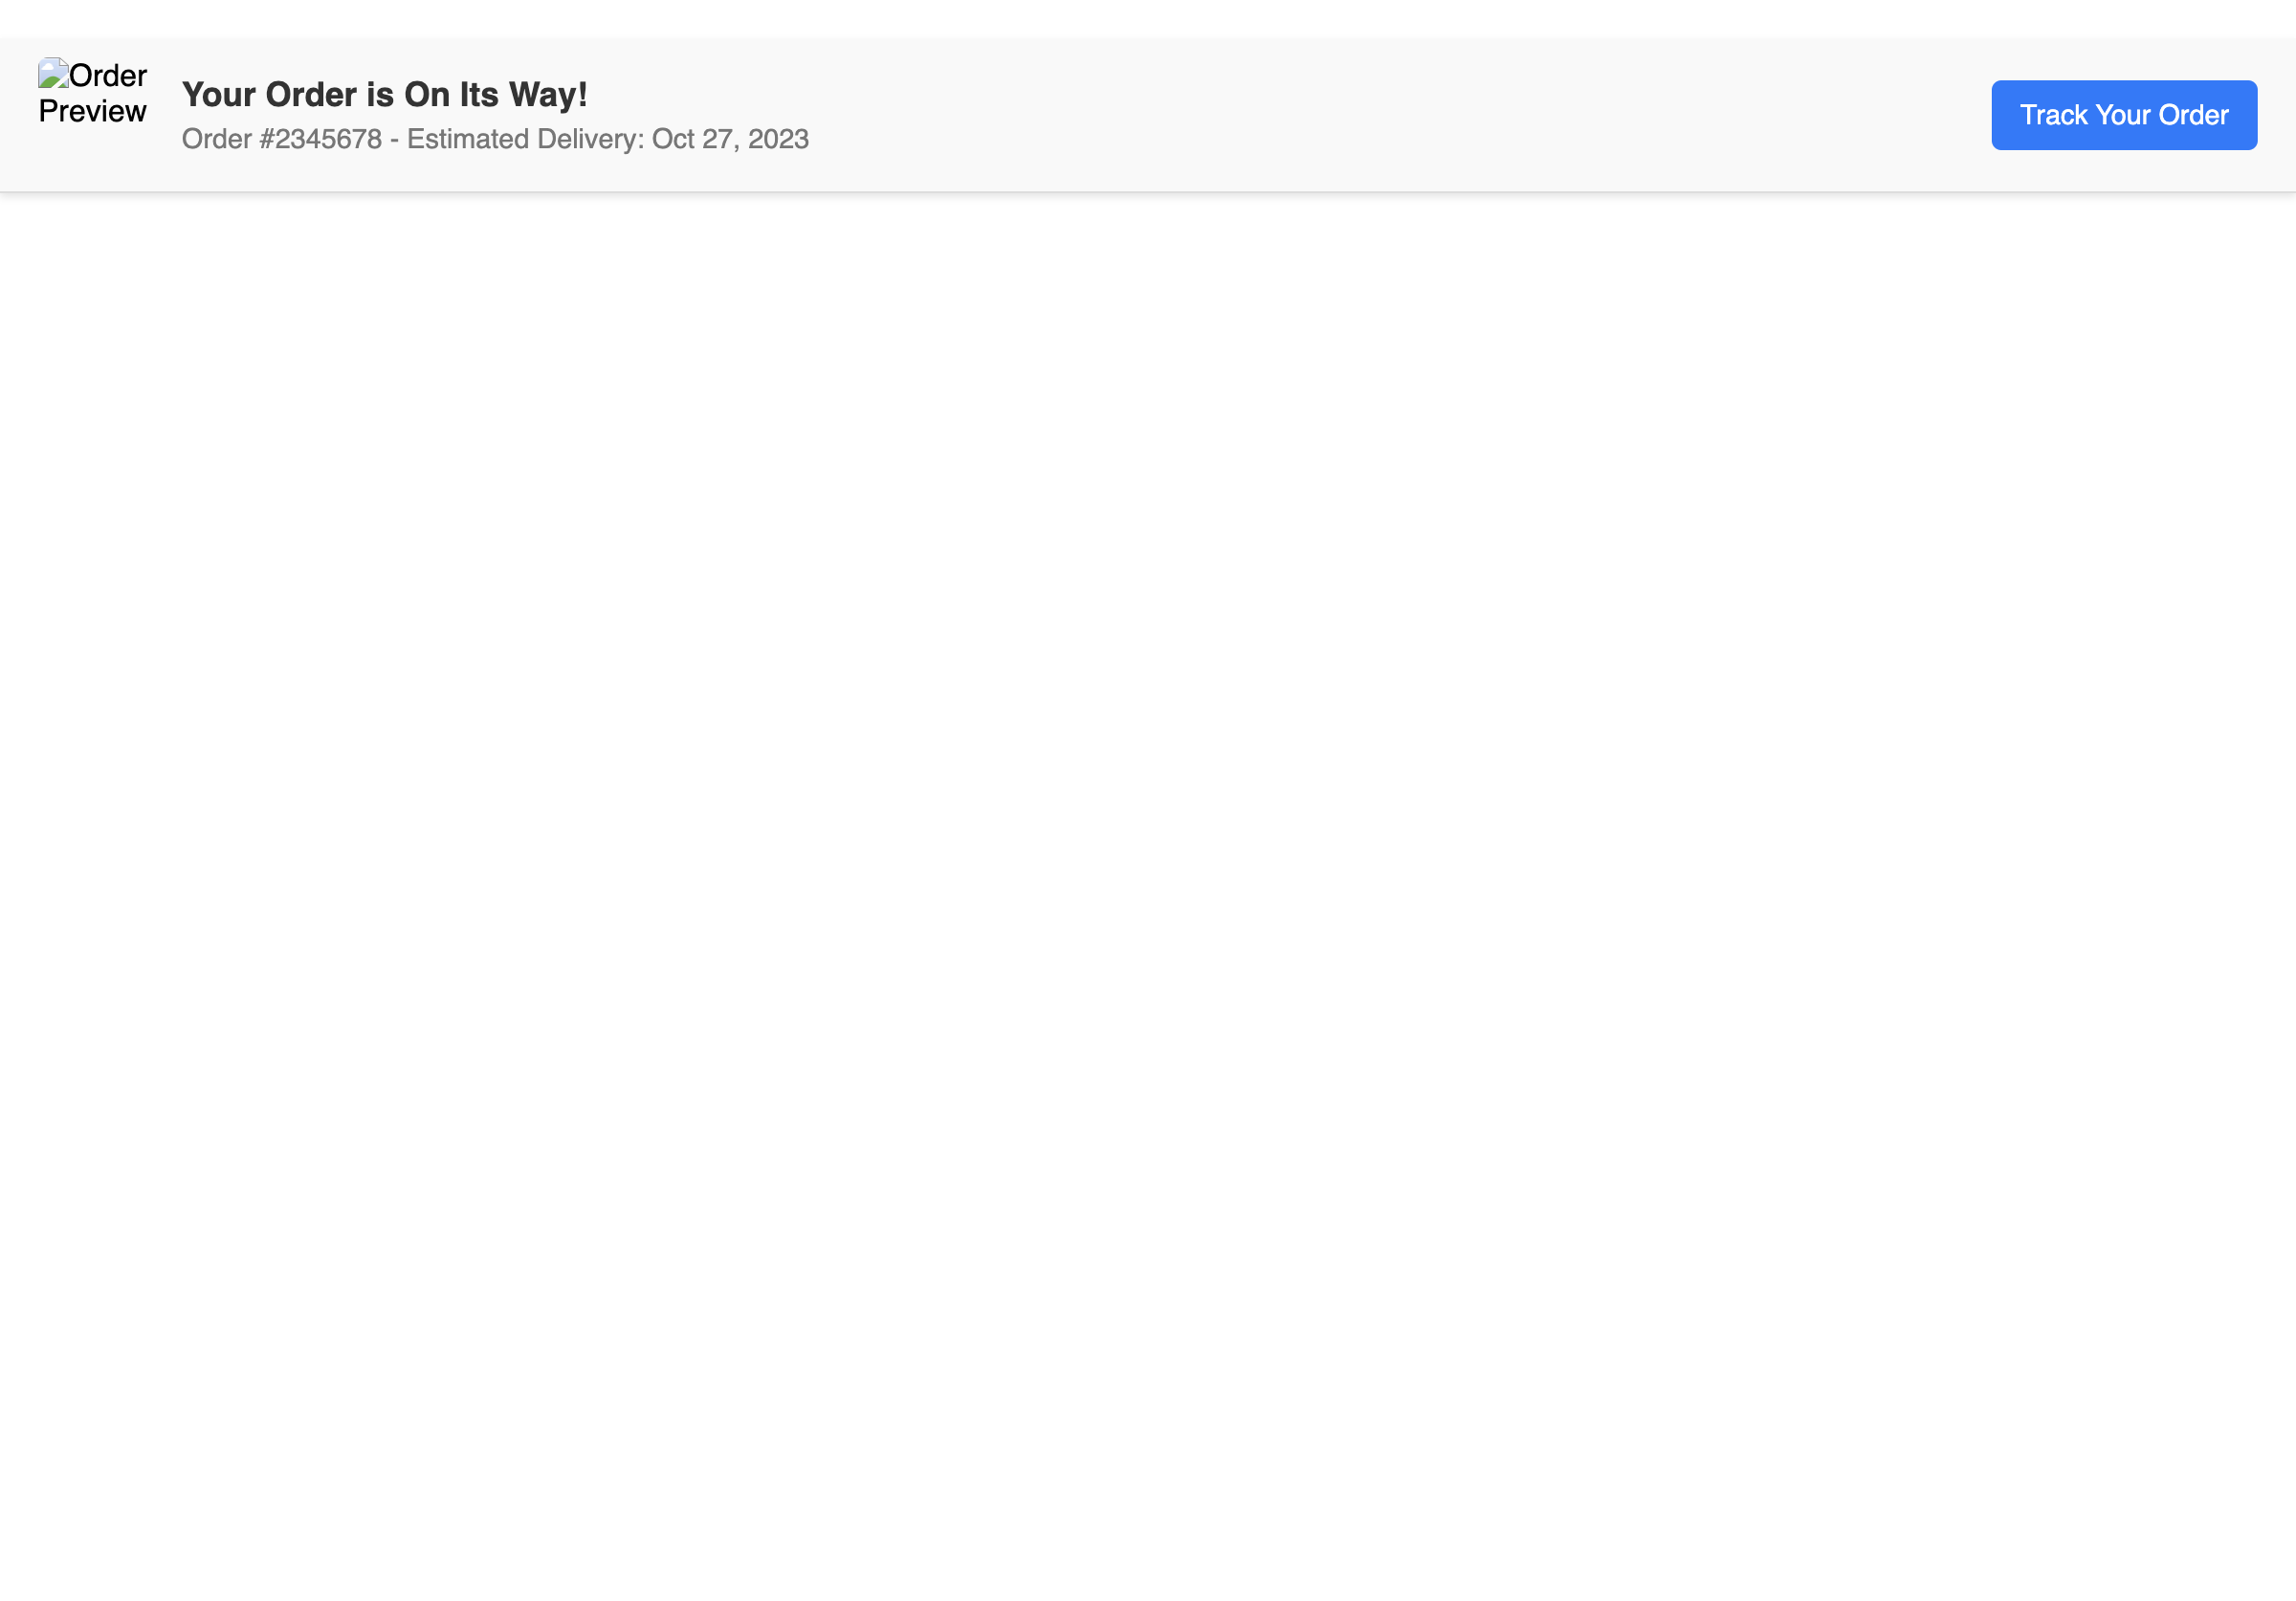 Order
Preview
Your Order is On Its Way!
Order #2345678 - Estimated Delivery: Oct 27, 2023
Track Your Order